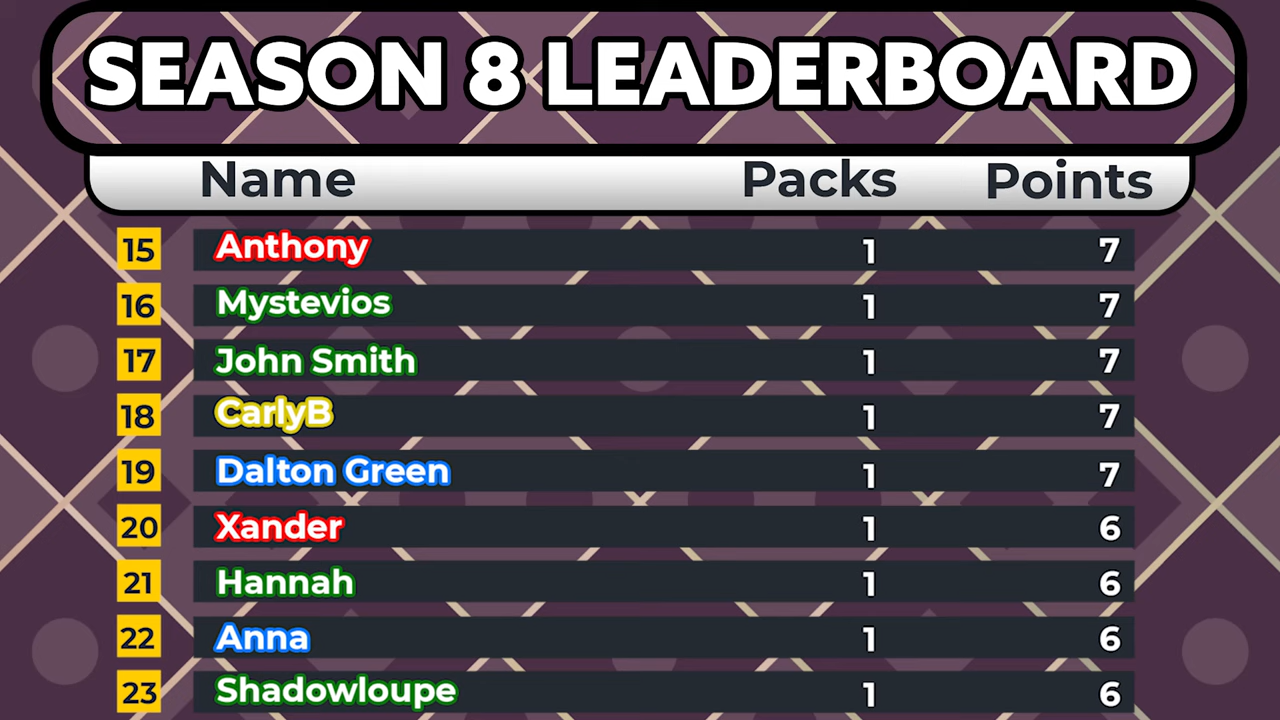 SEASON 8 LEADERBOARD
Name Packs Points
15 Anthony 1 7
16 Mystevios 1 7
17 John Smith 1 7
18 CarlyB 1 7
19 Dalton Green 1 7
20 Xander 1 6
21 Hannah 1 6
22 Anna 1 6
23 Shadowloupe 1 6